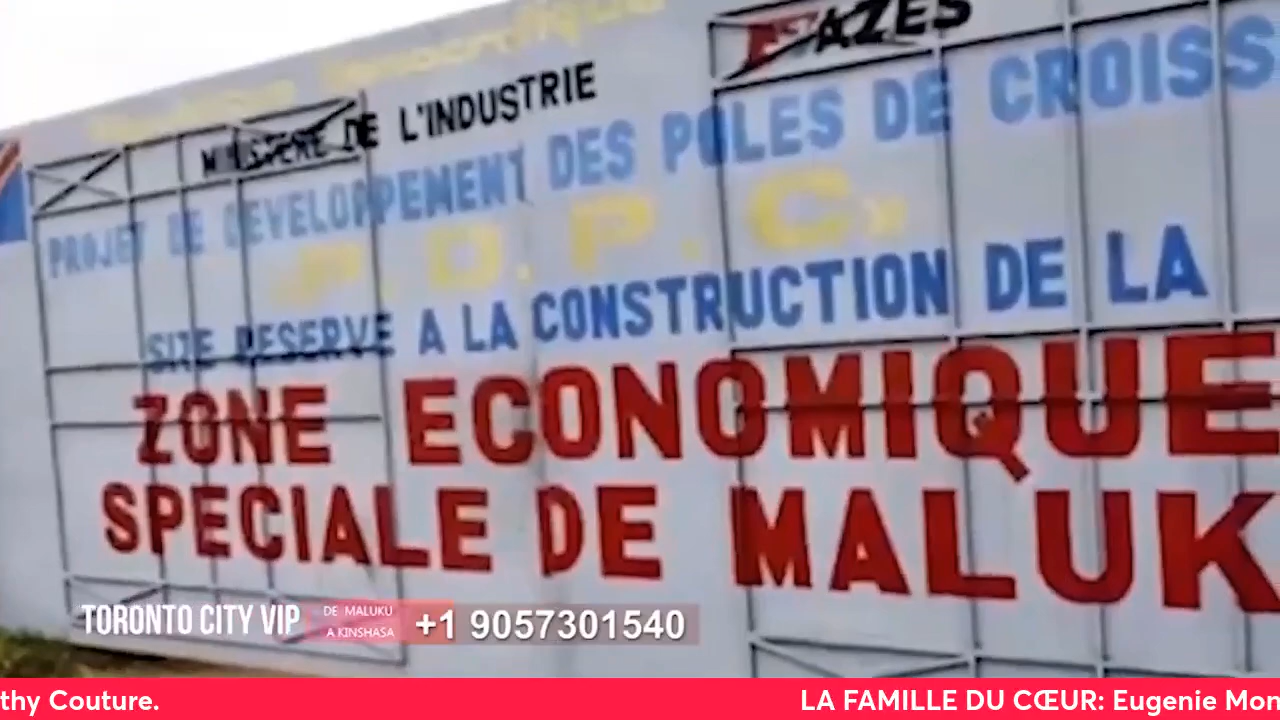 AZES
MINISTERE DE L'INDUSTRIE
PROJET DE DEVELOPPEMENT DES POLES DE CROISS
P.D.P.C»
SITE RESERVE A LA CONSTRUCTION DE LA
ZONE ECONOMIQUE
SPECIALE DE MALUK
TORONTO CITY VIP
DE MALUKU
A KINSHASA
+1 9057301540
thy Couture.
LA FAMILLE DU CŒUR: Eugenie Mon